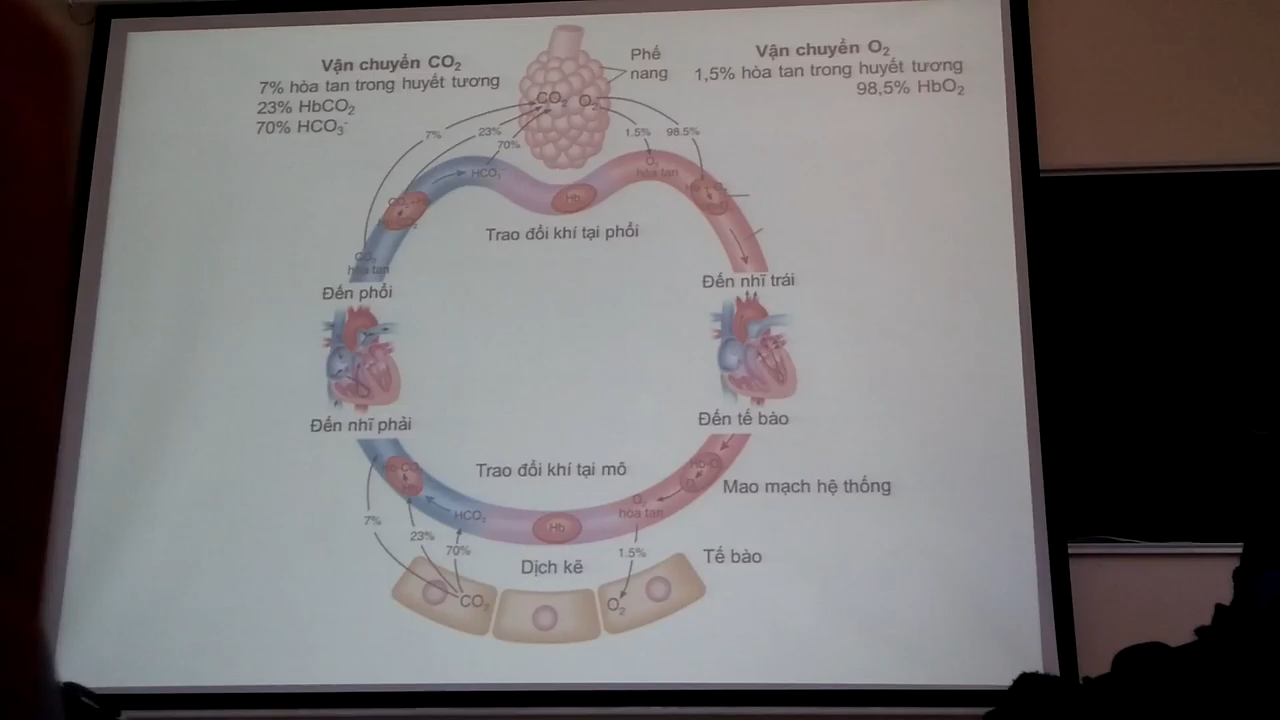 Vận chuyển CO₂
7% hòa tan trong huyết tương
23% HbCO₂
70% HCO₃⁻
Phế
nang
Vận chuyển O₂
1,5% hòa tan trong huyết tương
98,5% HbO₂
CO₂ O₂
7%
23%
70%
1.5%
98.5%
HCO₃
O₂
hòa tan
Hb
Trao đổi khí tại phổi
CO₂
hòa tan
Đến phổi
Đến nhĩ trái
Đến nhĩ phải
Đến tế bào
Trao đổi khí tại mô
Mao mạch hệ thống
O₂
hòa tan
HCO₃
Hb
7%
23%
70%
1.5%
Dịch kẽ
Tế bào
CO₂
O₂